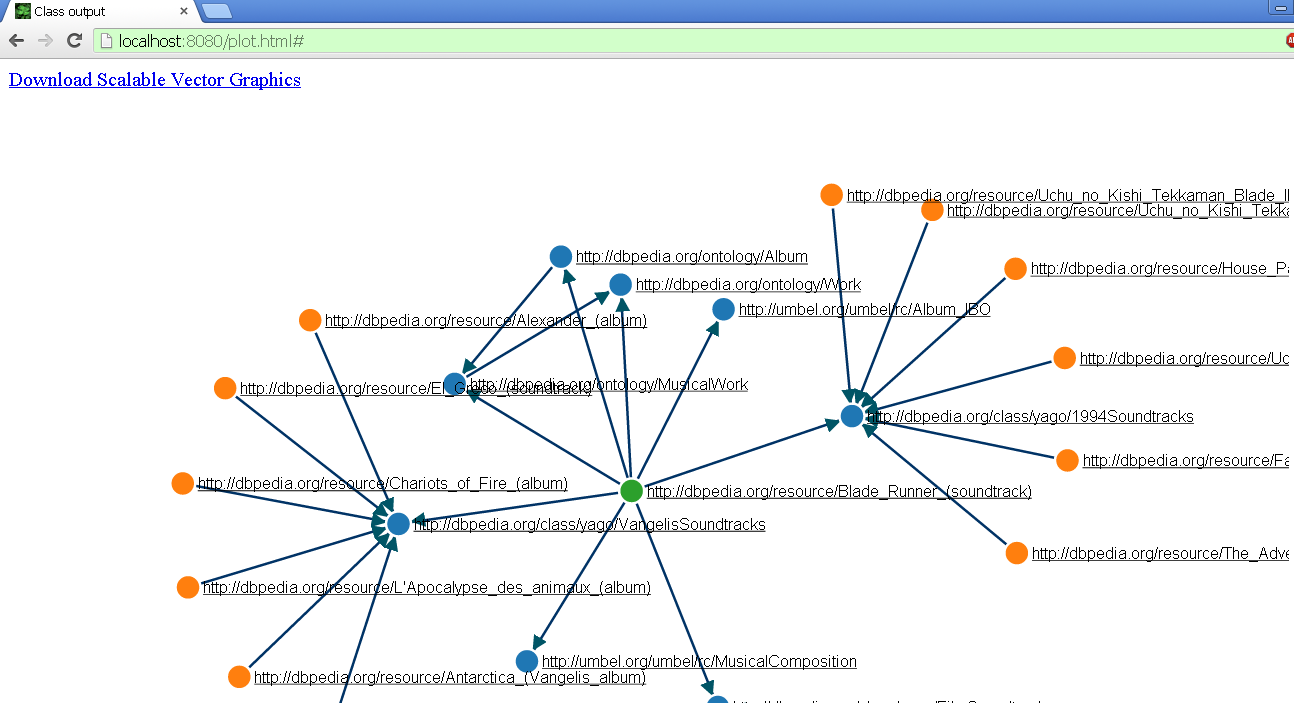 Class output
localhost:8080/plot.html#
Download Scalable Vector Graphics
http://dbpedia.org/resource/Uchu_no_Kishi_Tekkaman_Blade_
http://dbpedia.org/resource/Uchu_no_Kishi_Tekka
http://dbpedia.org/ontology/Album
http://dbpedia.org/resource/House_Pa
http://dbpedia.org/ontology/Work
http://umbel.org/umbel/rc/Album_IBO
http://dbpedia.org/resource/Alexander_(album)
http://dbpedia.org/resource/Uc
http://dbpedia.org/ontology/MusicalWork
http://dbpedia.org/resource/El_Greco_(soundtrack)
http://dbpedia.org/class/yago/1994Soundtracks
http://dbpedia.org/resource/Fa
http://dbpedia.org/resource/Chariots_of_Fire_(album)
http://dbpedia.org/resource/Blade_Runner_(soundtrack)
http://dbpedia.org/class/yago/VangelisSoundtracks
http://dbpedia.org/resource/The_Adve
http://dbpedia.org/resource/L'Apocalypse_des_animaux_(album)
http://umbel.org/umbel/rc/MusicalComposition
http://dbpedia.org/resource/Antarctica_(Vangelis_album)